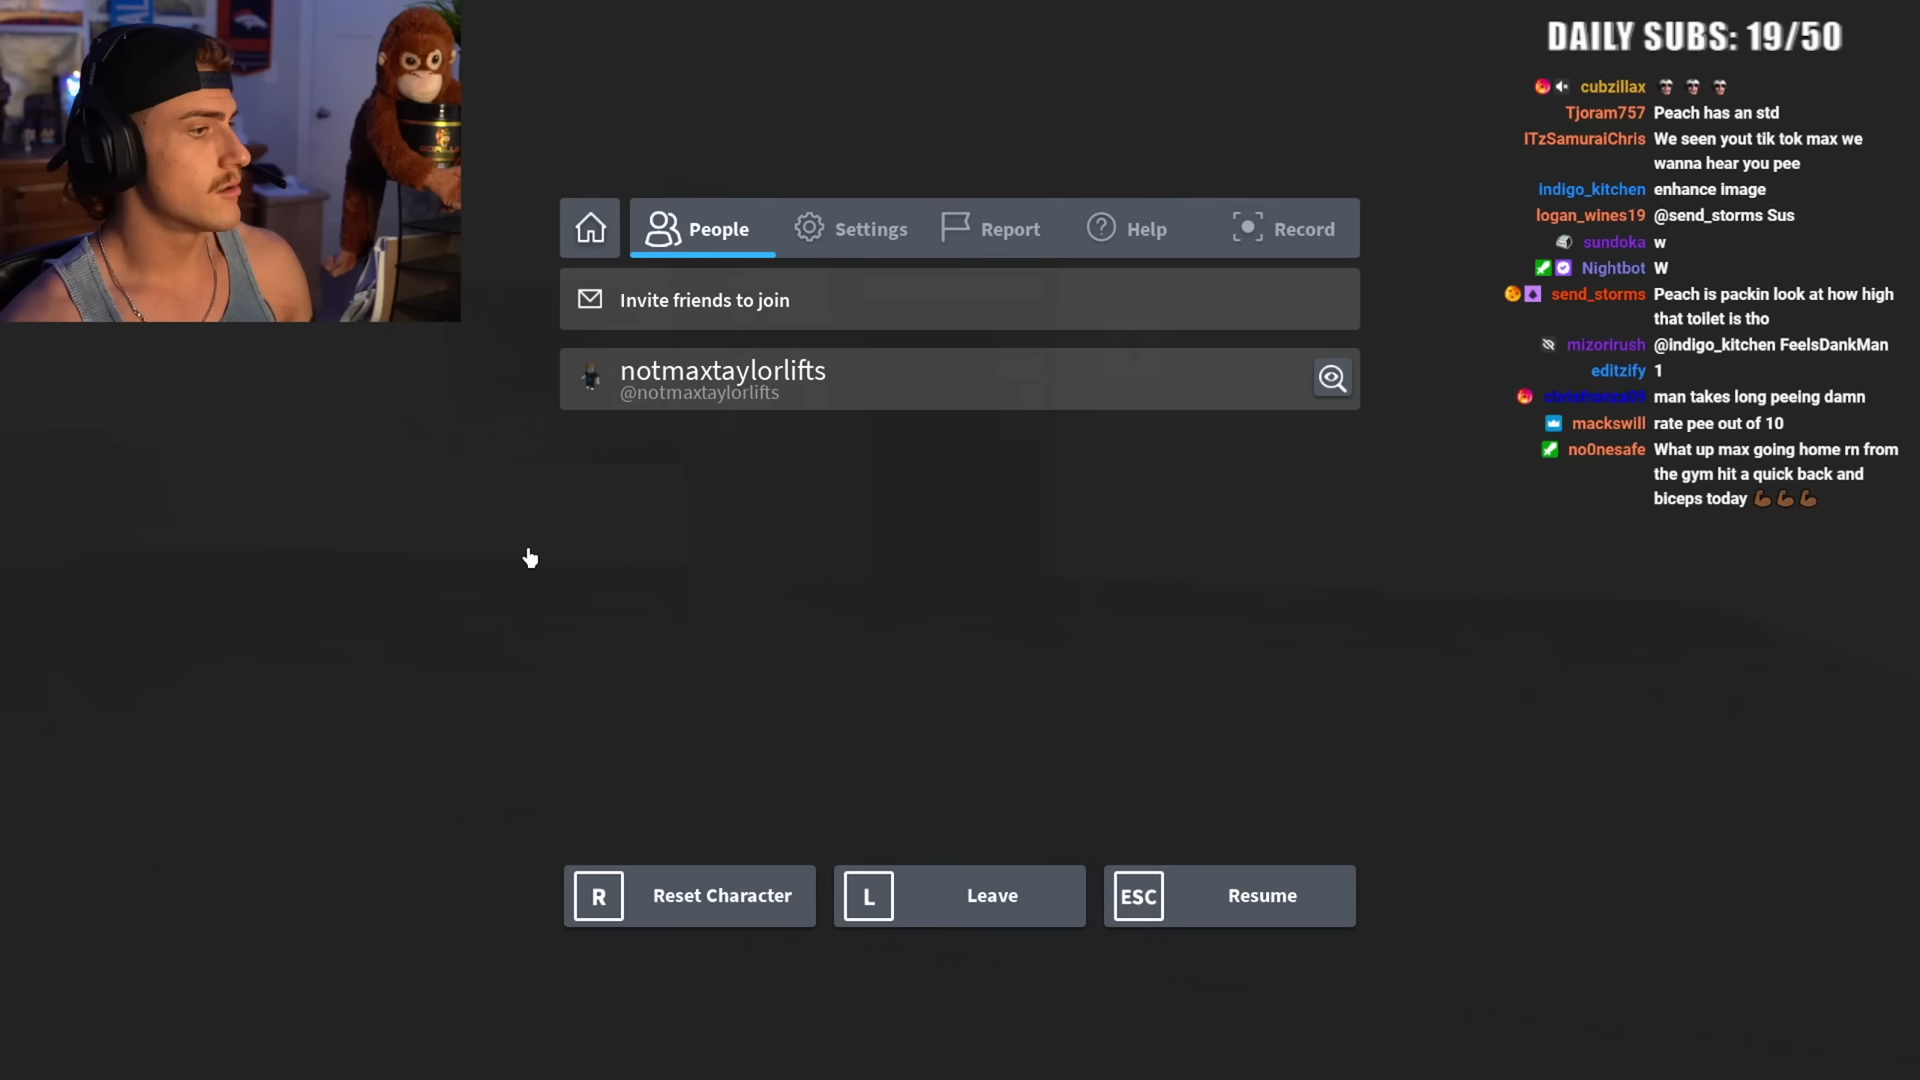 DAILY SUBS: 19/50
People
Settings
Report
Help
Record
Invite friends to join
notmaxtaylorlifts
@notmaxtaylorlifts
R Reset Character
L Leave
ESC Resume
cubzillax
Tjoram757 Peach has an std
ITzSamuraiChris We seen yout tik tok max we
wanna hear you pee
indigo_kitchen enhance image
logan_wines19 @send_storms Sus
sundoka w
Nightbot W
send_storms Peach is packin look at how high
that toilet is tho
mizorirush @indigo_kitchen FeelsDankMan
editzify 1
man takes long peeing damn
mackswill rate pee out of 10
no0nesafe What up max going home rn from
the gym hit a quick back and
biceps today 💪🏾💪🏾💪🏾